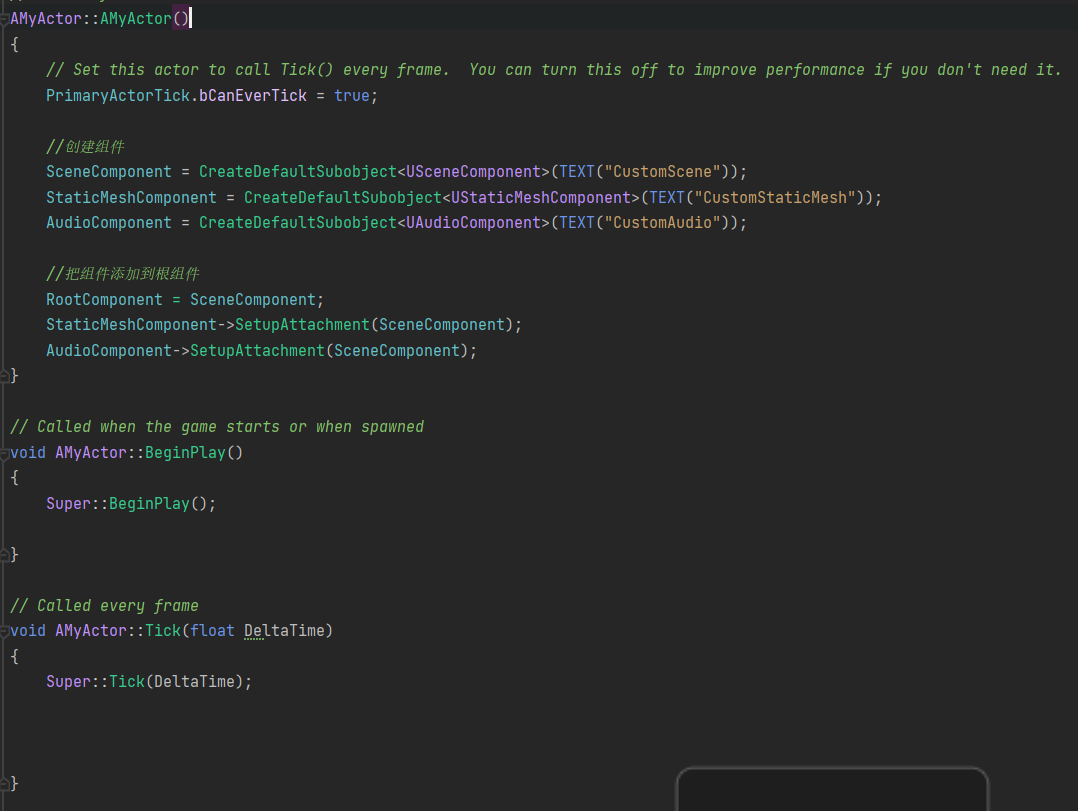 AMyActor::AMyActor()
{
    // Set this actor to call Tick() every frame.  You can turn this off to improve performance if you don't need it.
    PrimaryActorTick.bCanEverTick = true;
    //创建组件
    SceneComponent = CreateDefaultSubobject<USceneComponent>(TEXT("CustomScene"));
    StaticMeshComponent = CreateDefaultSubobject<UStaticMeshComponent>(TEXT("CustomStaticMesh"));
    AudioComponent = CreateDefaultSubobject<UAudioComponent>(TEXT("CustomAudio"));
    //把组件添加到根组件
    RootComponent = SceneComponent;
    StaticMeshComponent->SetupAttachment(SceneComponent);
    AudioComponent->SetupAttachment(SceneComponent);
}
// Called when the game starts or when spawned
void AMyActor::BeginPlay()
{
    Super::BeginPlay();
}
// Called every frame
void AMyActor::Tick(float DeltaTime)
{
    Super::Tick(DeltaTime);
}